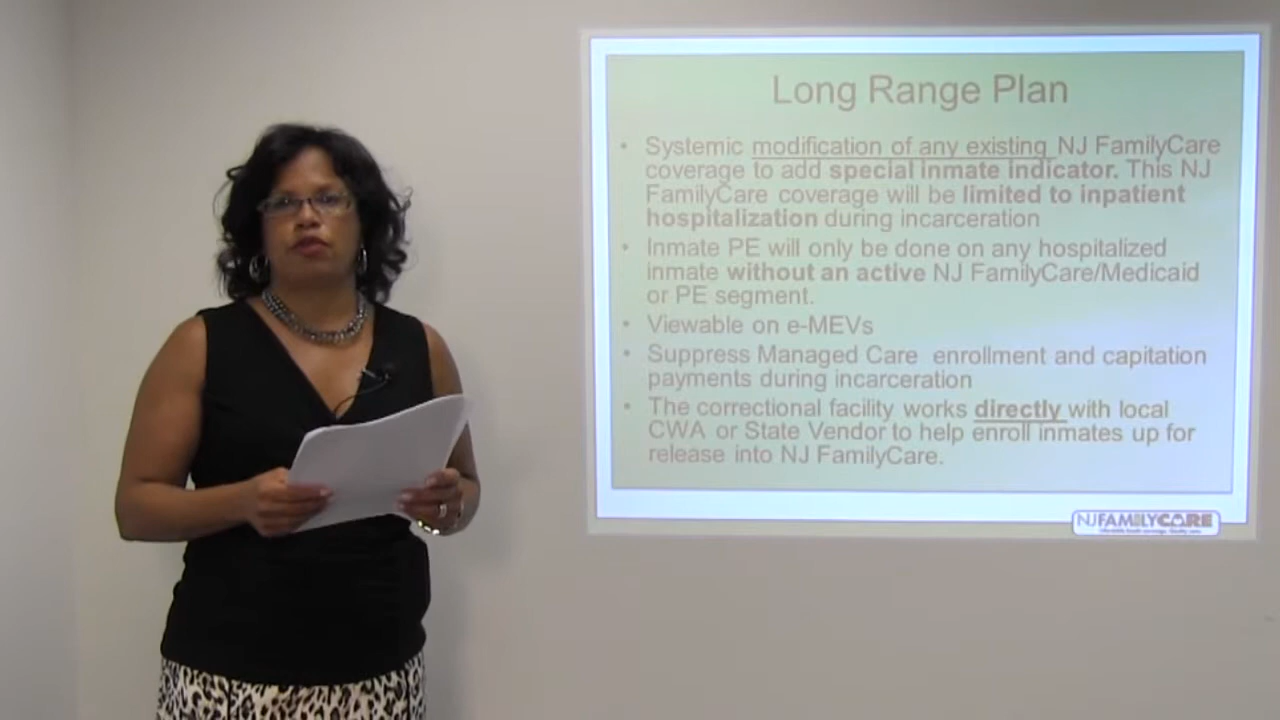 Long Range Plan
• Systemic modification of any existing NJ FamilyCare
coverage to add special inmate indicator. This NJ
FamilyCare coverage will be limited to inpatient
hospitalization during incarceration
• Inmate PE will only be done on any hospitalized
inmate without an active NJ FamilyCare/Medicaid
or PE segment.
• Viewable on e-MEVs
• Suppress Managed Care enrollment and capitation
payments during incarceration
• The correctional facility works directly with local
CWA or State Vendor to help enroll inmates up for
release into NJ FamilyCare.
NJFAMILYCARE